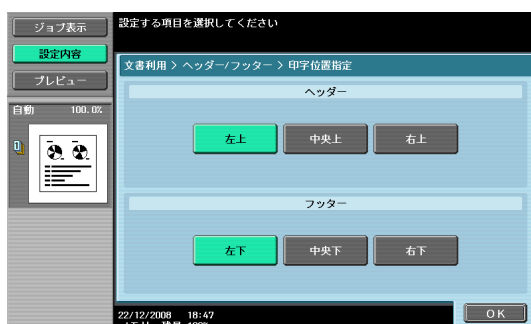 ジョブ表示
設定する項目を選択してください
設定内容
文書利用 > ヘッダー/フッター > 印字位置指定
プレビュー
ヘッダー
自動 100.0%
左上 中央上 右上
フッター
左下 中央下 右下
22/12/2008 18:47
OK